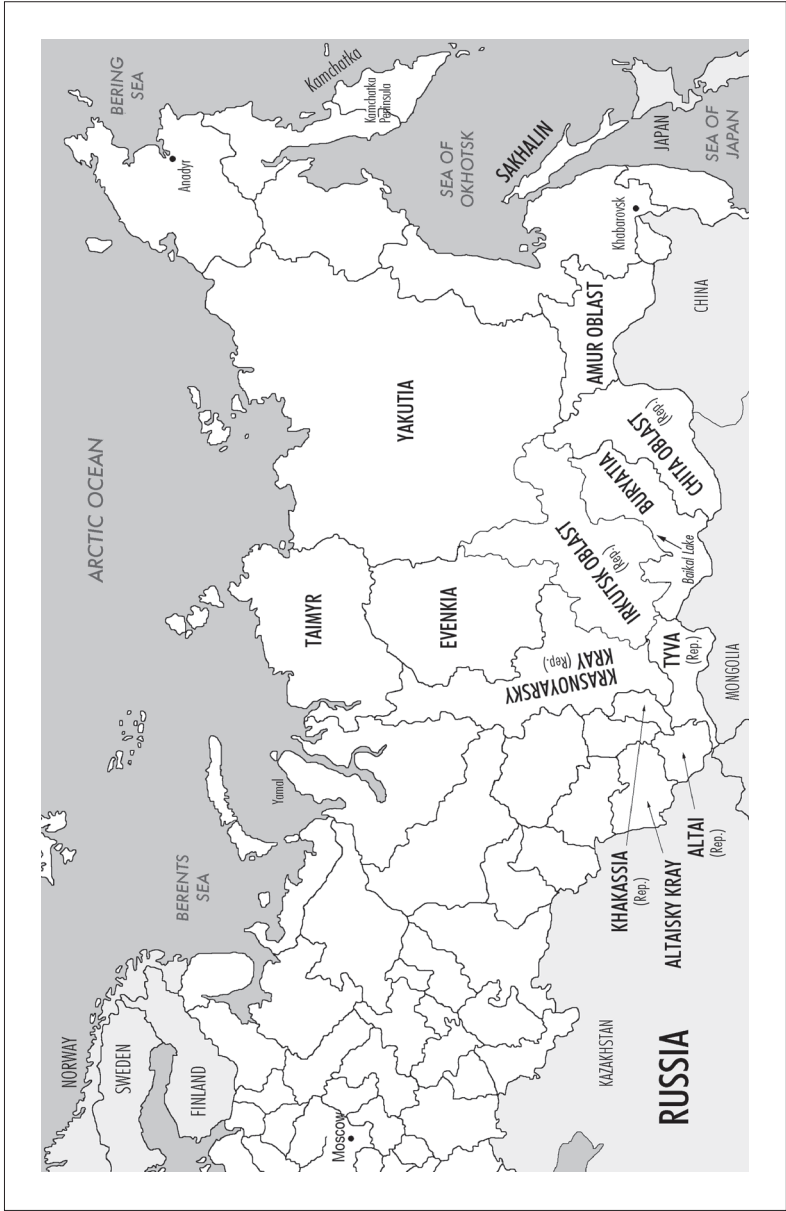 NORWAY
SWEDEN
FINLAND
BERENTS
SEA
ARCTIC OCEAN
BERING
SEA
Anadyr
Kamchatka
Kamchatka
Peninsula
SEA OF
OKHOTSK
SAKHALIN
JAPAN
SEA OF
JAPAN
Khabarovsk
Yamal
TAIMYR
EVENKIA
YAKUTIA
AMUR OBLAST
CHINA
CHITA OBLAST
(Rep.)
BURYATIA
IRKUTSK OBLAST
(Rep.)
Baikal Lake
KRASNOYARSKY
KRAY (Rep.)
TYVA
(Rep.)
MONGOLIA
KHAKASSIA
(Rep.)
ALTAISKY KRAY
ALTAI
(Rep.)
Moscow
KAZAKHSTAN
RUSSIA